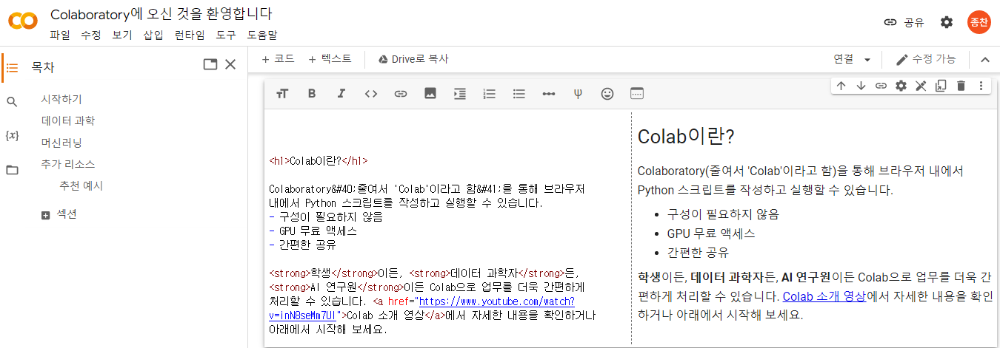 Colaboratory에 오신 것을 환영합니다
파일 수정 보기 삽입 런타임 도구 도움말
공유
종찬
목차
시작하기
데이터 과학
머신러닝
추가 리소스
추천 예시
섹션
+ 코드 + 텍스트 Drive로 복사
연결 수정 가능
<h1>Colab이란?</h1>
Colaboratory&#40;줄여서 'Colab'이라고 함&#41;을 통해 브라우저
내에서 Python 스크립트를 작성하고 실행할 수 있습니다.
- 구성이 필요하지 않음
- GPU 무료 액세스
- 간편한 공유
<strong>학생</strong>이든, <strong>데이터 과학자</strong>든,
<strong>AI 연구원</strong>이든 Colab으로 업무를 더욱 간편하게
처리할 수 있습니다. <a href="https://www.youtube.com/watch?
v=inN8seMm7UI">Colab 소개 영상</a>에서 자세한 내용을 확인하거나
아래에서 시작해 보세요.
Colab이란?
Colaboratory(줄여서 'Colab'이라고 함)을 통해 브라우저 내에서
Python 스크립트를 작성하고 실행할 수 있습니다.
• 구성이 필요하지 않음
• GPU 무료 액세스
• 간편한 공유
학생이든, 데이터 과학자든, AI 연구원이든 Colab으로 업무를 더욱 간
편하게 처리할 수 있습니다. Colab 소개 영상에서 자세한 내용을 확인
하거나 아래에서 시작해 보세요.